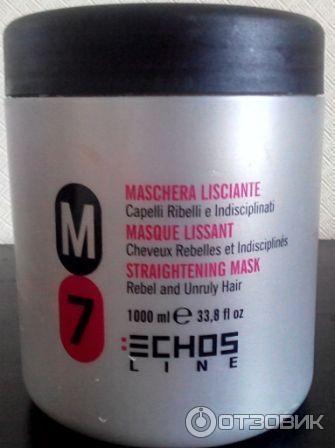 M
7
MASCHERA LISCIANTE
Capelli Ribelli e Indisciplinati
MASQUE LISSANT
Cheveux Rebelles et Indisciplinés
STRAIGHTENING MASK
Rebel and Unruly Hair
1000 ml ℮ 33,8 fl oz
ECHOS
LINE
ОТЗОВИК